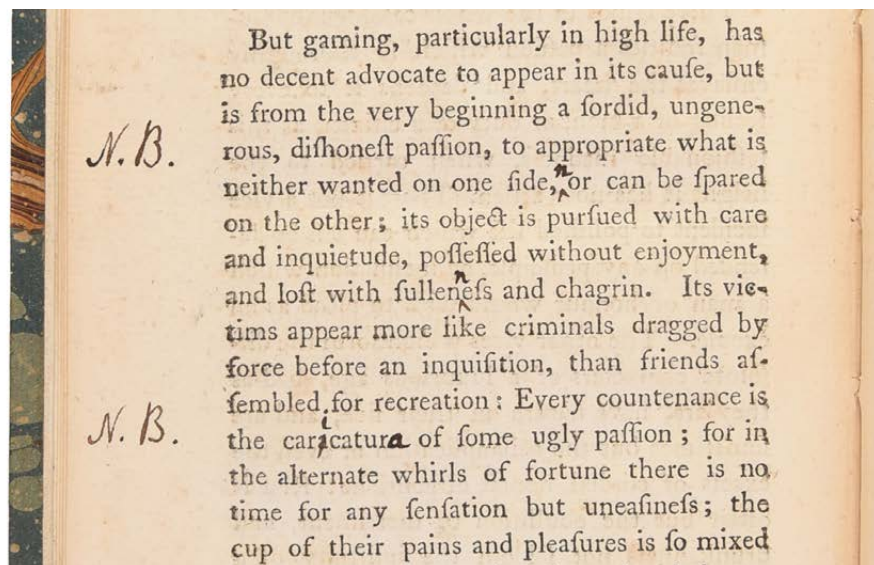 But gaming, particularly in high life, has
no decent advocate to appear in its cauſe, but
is from the very beginning a ſordid, ungene-
N. B.
rous, diſhoneſt paſſion, to appropriate what is
neither wanted on one ſide, nor can be ſpared
on the other; its object is purſued with care
and inquietude, poſſeſſed without enjoyment,
and loſt with ſullenneſs and chagrin. Its vic-
tims appear more like criminals dragged by
force before an inquiſition, than friends aſ-
ſembled for recreation: Every countenance is
N. B.
the caricatura of ſome ugly paſſion; for in
the alternate whirls of fortune there is no
time for any ſenſation but uneaſineſs; the
cup of their pains and pleaſures is ſo mixed